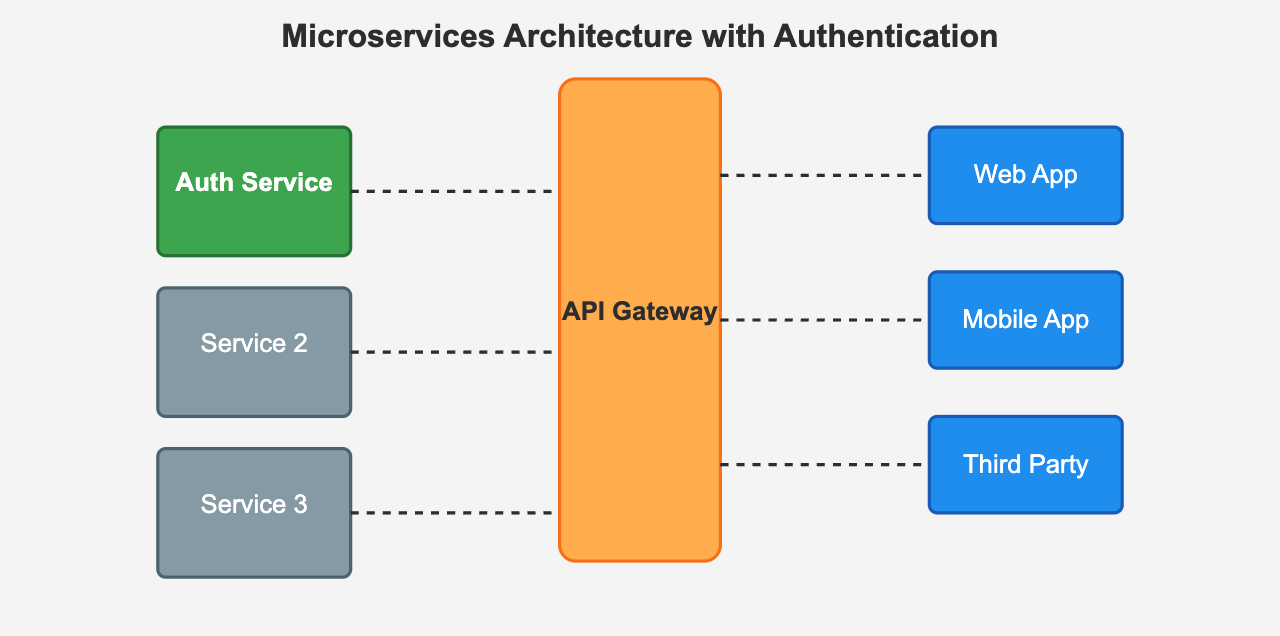 Microservices Architecture with Authentication
Auth Service
Service 2
Service 3
API Gateway
Web App
Mobile App
Third Party